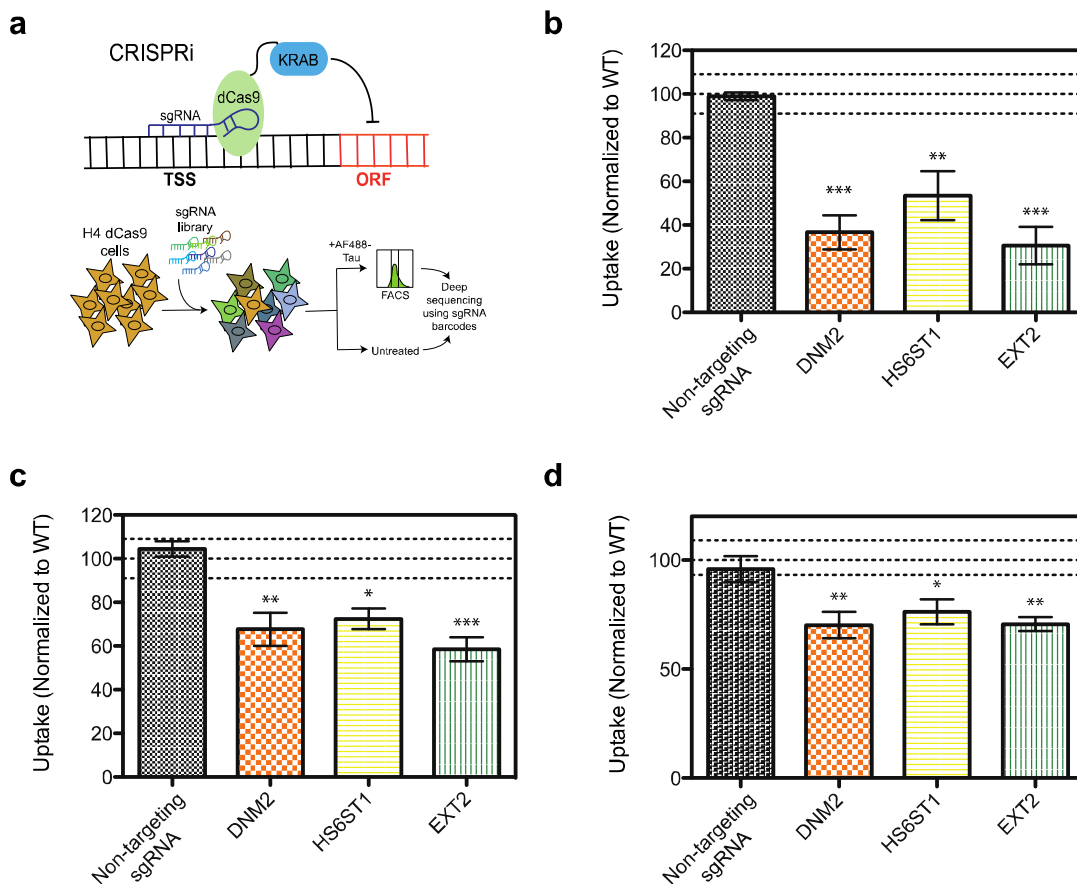 a
CRISPRi
KRAB
dCas9
sgRNA
TSS
ORF
sgRNA
library
H4 dCas9
cells
+AF488-
Tau
FACS
Deep
sequencing
using sgRNA
barcodes
Untreated
b
Uptake (Normalized to WT)
120
100
80
60
40
20
0
***
**
***
Non-targeting
sgRNA
DNM2
HS6ST1
EXT2
c
Uptake (Normalized to WT)
120
100
80
60
40
20
0
**
*
***
Non-targeting
sgRNA
DNM2
HS6ST1
EXT2
d
Uptake (Normalized to WT)
100
50
0
**
*
**
Non-targeting
sgRNA
DNM2
HS6ST1
EXT2